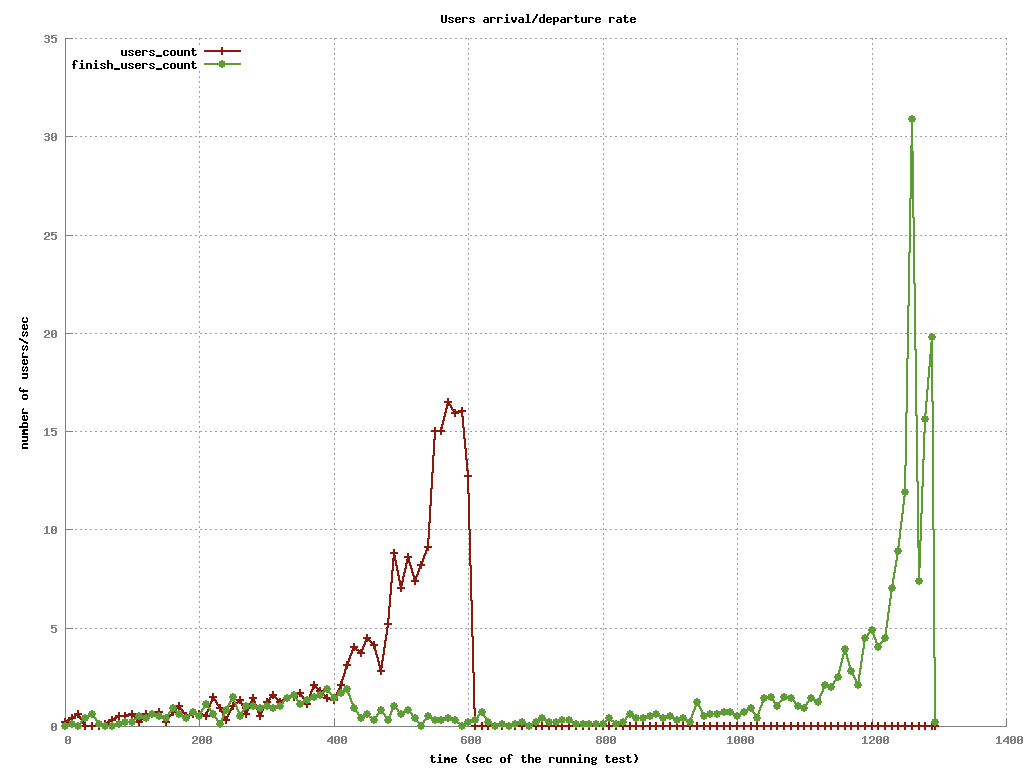 Users arrival/departure rate
35
users_count
finish_users_count
30
25
20
number of users/sec
15
10
5
0
0 200 400 600 800 1000 1200 1400
time (sec of the running test)